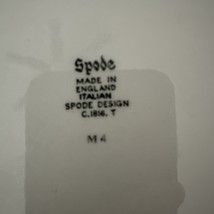 Spode
MADE IN
ENGLAND
ITALIAN
SPODE DESIGN
C.1816. T
M 4